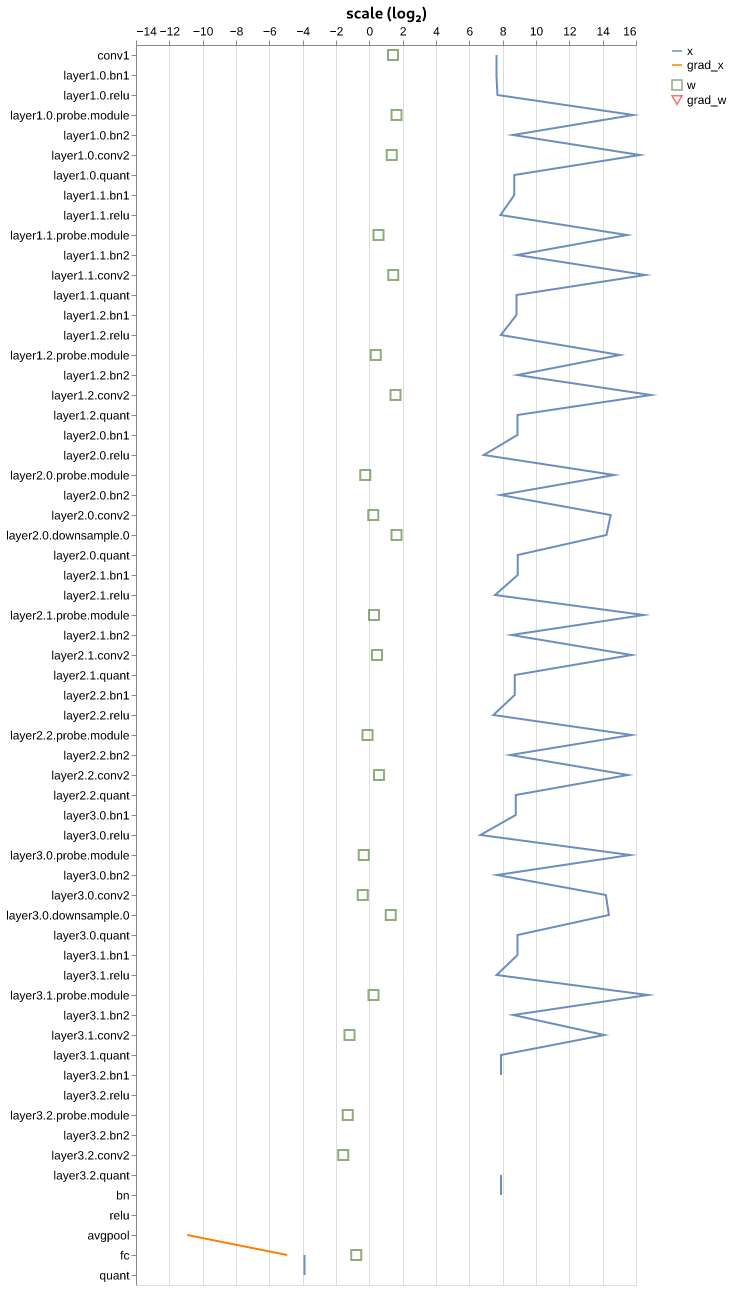 scale (log₂)
−14 −12 −10 −8 −6 −4 −2 0 2 4 6 8 10 12 14 16
x
grad_x
w
grad_w
conv1
layer1.0.bn1
layer1.0.relu
layer1.0.probe.module
layer1.0.bn2
layer1.0.conv2
layer1.0.quant
layer1.1.bn1
layer1.1.relu
layer1.1.probe.module
layer1.1.bn2
layer1.1.conv2
layer1.1.quant
layer1.2.bn1
layer1.2.relu
layer1.2.probe.module
layer1.2.bn2
layer1.2.conv2
layer1.2.quant
layer2.0.bn1
layer2.0.relu
layer2.0.probe.module
layer2.0.bn2
layer2.0.conv2
layer2.0.downsample.0
layer2.0.quant
layer2.1.bn1
layer2.1.relu
layer2.1.probe.module
layer2.1.bn2
layer2.1.conv2
layer2.1.quant
layer2.2.bn1
layer2.2.relu
layer2.2.probe.module
layer2.2.bn2
layer2.2.conv2
layer2.2.quant
layer3.0.bn1
layer3.0.relu
layer3.0.probe.module
layer3.0.bn2
layer3.0.conv2
layer3.0.downsample.0
layer3.0.quant
layer3.1.bn1
layer3.1.relu
layer3.1.probe.module
layer3.1.bn2
layer3.1.conv2
layer3.1.quant
layer3.2.bn1
layer3.2.relu
layer3.2.probe.module
layer3.2.bn2
layer3.2.conv2
layer3.2.quant
bn
relu
avgpool
fc
quant